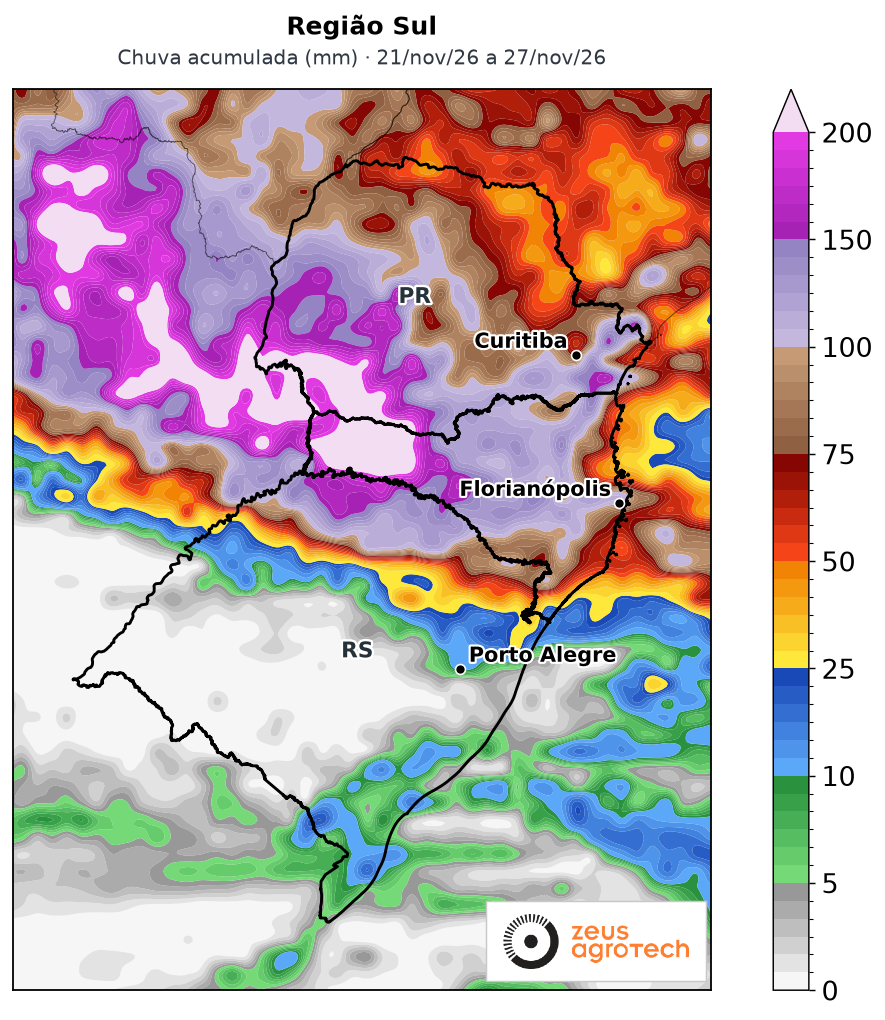 Região Sul
Chuva acumulada (mm) · 21/nov/26 a 27/nov/26
200
150
PR
Curitiba
100
75
Florianópolis
50
RS
Porto Alegre
25
10
5
zeus
agrotech
0